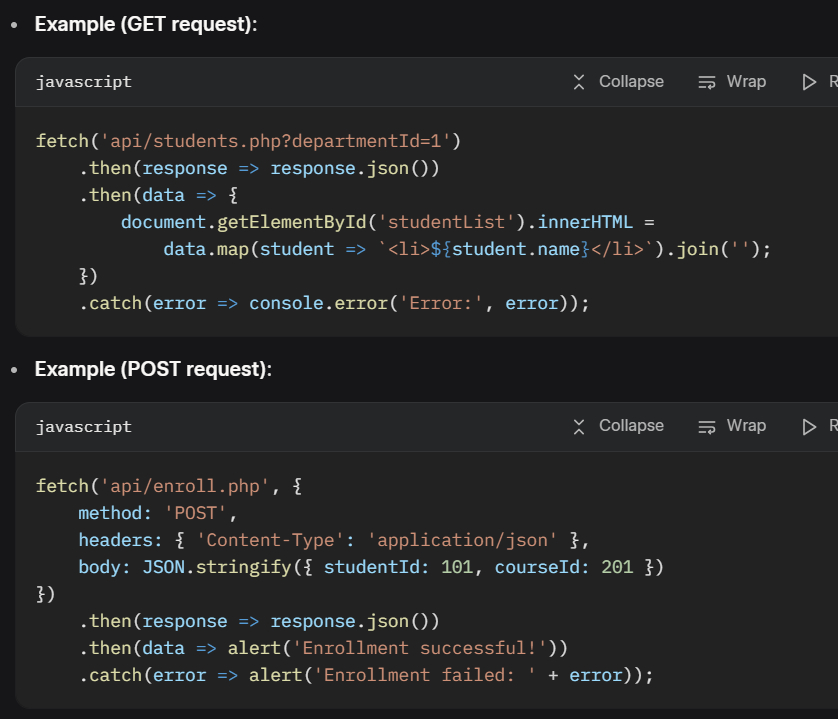 • Example (GET request):
javascript Collapse Wrap R
fetch('api/students.php?departmentId=1')
    .then(response => response.json())
    .then(data => {
        document.getElementById('studentList').innerHTML =
            data.map(student => `<li>${student.name}</li>`).join('');
    })
    .catch(error => console.error('Error:', error));
• Example (POST request):
javascript Collapse Wrap R
fetch('api/enroll.php', {
    method: 'POST',
    headers: { 'Content-Type': 'application/json' },
    body: JSON.stringify({ studentId: 101, courseId: 201 })
})
    .then(response => response.json())
    .then(data => alert('Enrollment successful!'))
    .catch(error => alert('Enrollment failed: ' + error));